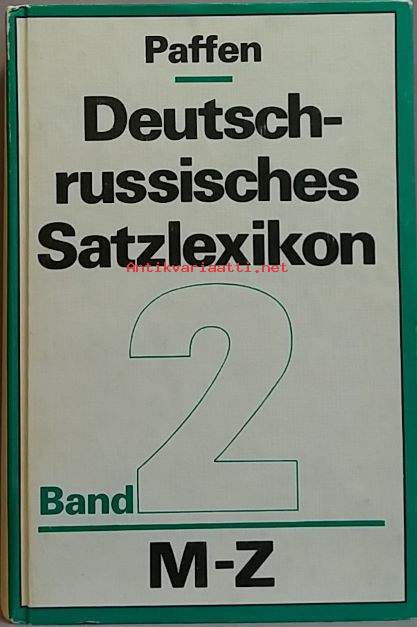 Paffen
Deutsch-
russisches
Satzlexikon
Antikvariaatti.net
2
Band
M-Z